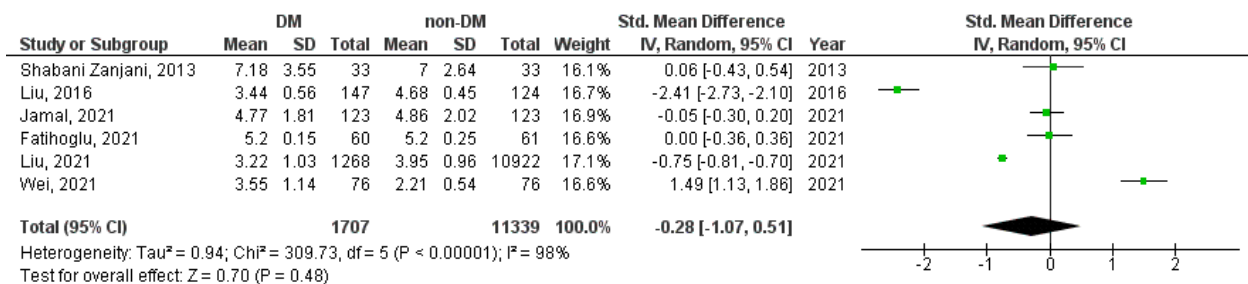 DM non-DM Std. Mean Difference Std. Mean Difference
Study or Subgroup Mean SD Total Mean SD Total Weight IV, Random, 95% CI Year IV, Random, 95% CI
Shabani Zanjani, 2013 7.18 3.55 33 7 2.64 33 16.1% 0.06 [-0.43, 0.54] 2013
Liu, 2016 3.44 0.56 147 4.68 0.45 124 16.7% -2.41 [-2.73, -2.10] 2016
Jamal, 2021 4.77 1.81 123 4.86 2.02 123 16.9% -0.05 [-0.30, 0.20] 2021
Fatihoglu, 2021 5.2 0.15 60 5.2 0.25 61 16.6% 0.00 [-0.36, 0.36] 2021
Liu, 2021 3.22 1.03 1268 3.95 0.96 10922 17.1% -0.75 [-0.81, -0.70] 2021
Wei, 2021 3.55 1.14 76 2.21 0.54 76 16.6% 1.49 [1.13, 1.86] 2021
Total (95% CI) 1707 11339 100.0% -0.28 [-1.07, 0.51]
Heterogeneity: Tau² = 0.94; Chi² = 309.73, df = 5 (P < 0.00001); I² = 98%
Test for overall effect: Z = 0.70 (P = 0.48)
-2 -1 0 1 2